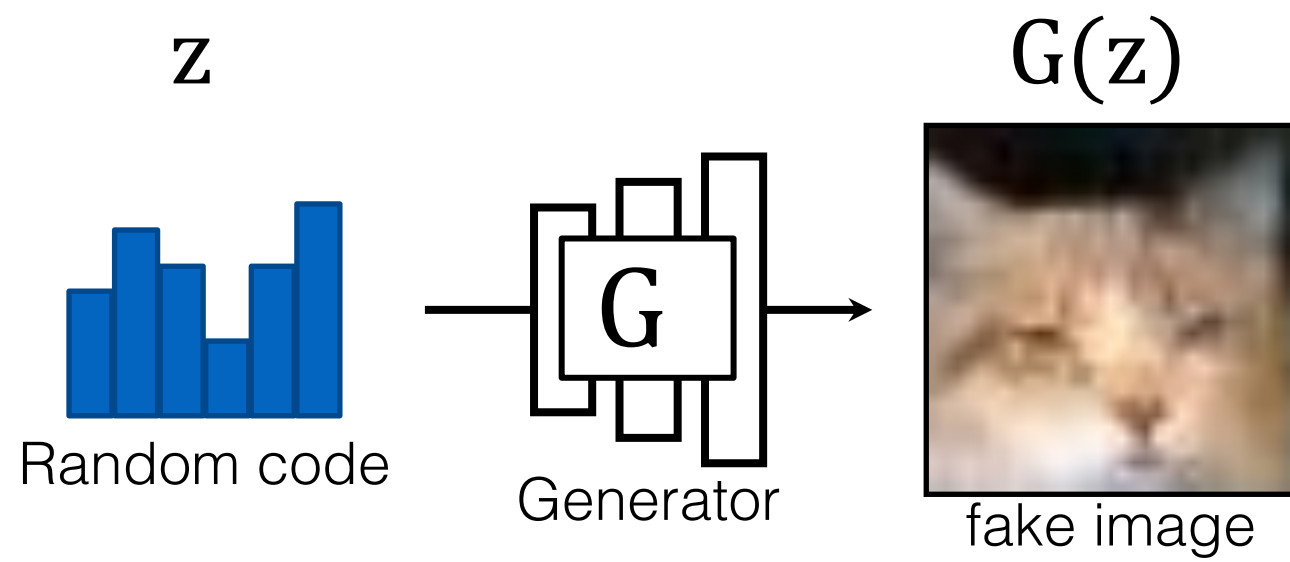 z
G(z)
G
Random code
Generator
fake image